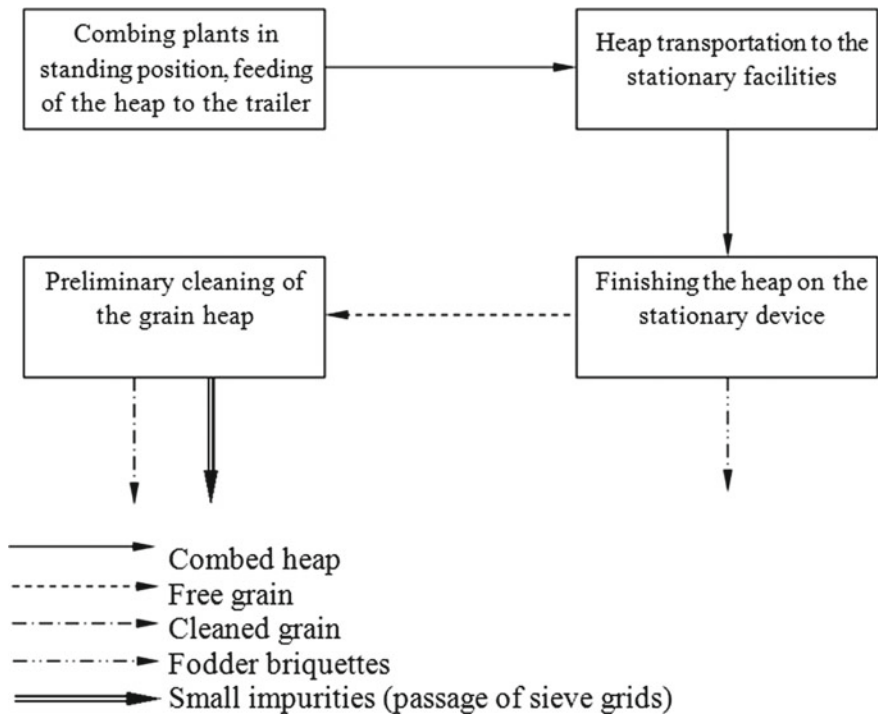 Combing plants in
standing position, feeding
of the heap to the trailer
Heap transportation to the
stationary facilities
Preliminary cleaning of
the grain heap
Finishing the heap on the
stationary device
Combed heap
Free grain
Cleaned grain
Fodder briquettes
Small impurities (passage of sieve grids)